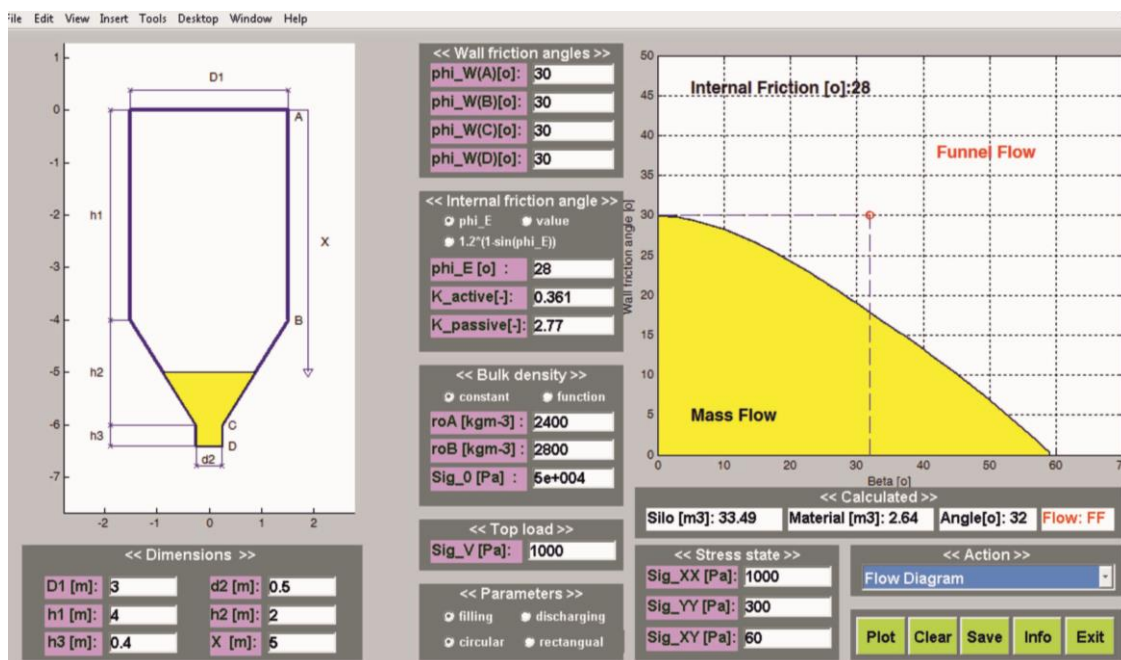 File Edit View Insert Tools Desktop Window Help
1
0
-1
-2
-3
-4
-5
-6
-7
-2 -1 0 1 2
D1
A
h1
X
B
h2
C
h3
D
d2
<< Dimensions >>
D1 [m]: 3 d2 [m]: 0.5
h1 [m]: 4 h2 [m]: 2
h3 [m]: 0.4 X [m]: 5
<< Wall friction angles >>
phi_W(A)[o]: 30
phi_W(B)[o]: 30
phi_W(C)[o]: 30
phi_W(D)[o]: 30
<< Internal friction angle >>
phi_E value
1.2*(1-sin(phi_E))
phi_E [o] : 28
K_active[-]: 0.361
K_passive[-]: 2.77
<< Bulk density >>
constant function
roA [kgm-3] : 2400
roB [kgm-3] : 2800
Sig_0 [Pa] : 5e+004
<< Top load >>
Sig_V [Pa]: 1000
<< Parameters >>
filling discharging
circular rectangual
50
45
40
35
30
25
20
15
10
5
0
Wall friction angle [o]
Internal Friction [o]:28
Funnel Flow
Mass Flow
0 10 20 30 40 50 60 70
Beta [o]
<< Calculated >>
Silo [m3]: 33.49 Material [m3]: 2.64 Angle[o]: 32 Flow: FF
<< Stress state >>
Sig_XX [Pa]: 1000
Sig_YY [Pa]: 300
Sig_XY [Pa]: 60
<< Action >>
Flow Diagram
Plot Clear Save Info Exit